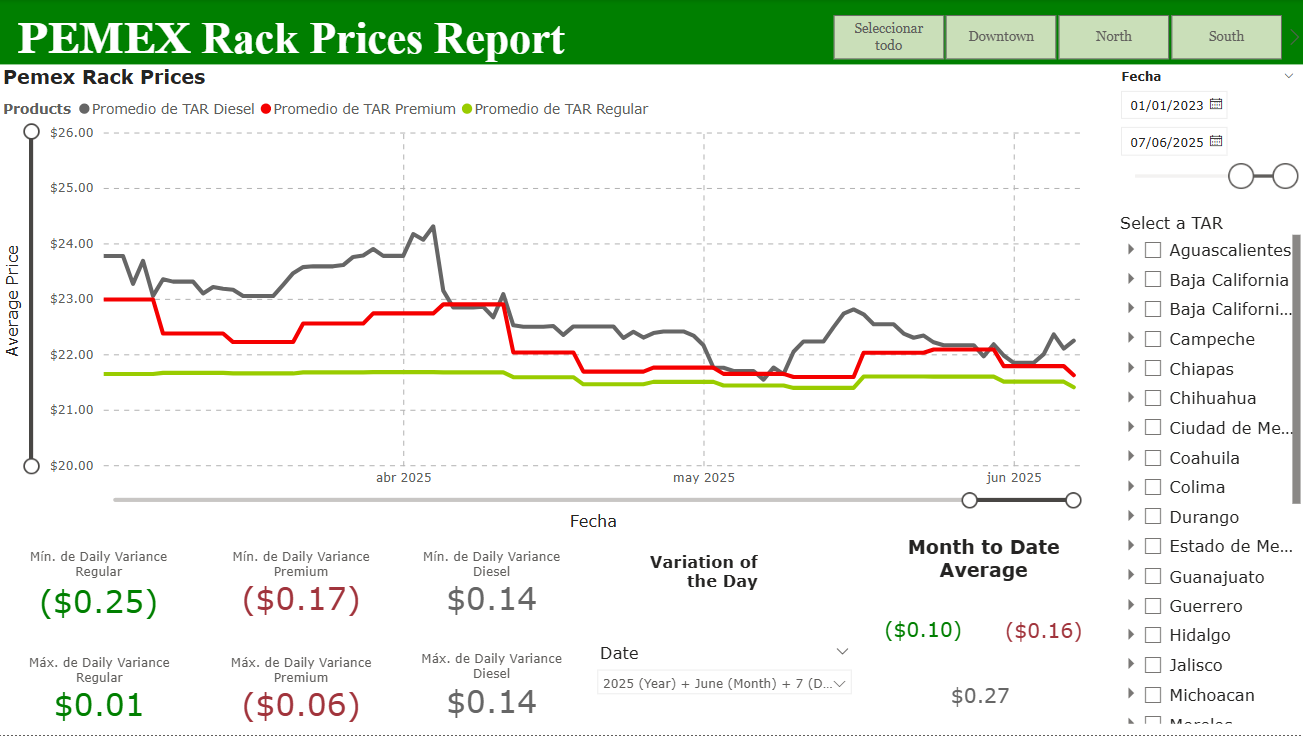 PEMEX Rack Prices Report
Seleccionar
todo
Downtown
North
South
Pemex Rack Prices
Products Promedio de TAR Diesel Promedio de TAR Premium Promedio de TAR Regular
Average Price
$26.00
$25.00
$24.00
$23.00
$22.00
$21.00
$20.00
abr 2025
may 2025
jun 2025
Fecha
Fecha
01/01/2023
07/06/2025
Select a TAR
Aguascalientes
Baja California
Baja Californi...
Campeche
Chiapas
Chihuahua
Ciudad de Me...
Coahuila
Colima
Durango
Estado de Me...
Guanajuato
Guerrero
Hidalgo
Jalisco
Michoacan
Mín. de Daily Variance
Regular
($0.25)
Mín. de Daily Variance
Premium
($0.17)
Mín. de Daily Variance
Diesel
$0.14
Máx. de Daily Variance
Regular
$0.01
Máx. de Daily Variance
Premium
($0.06)
Máx. de Daily Variance
Diesel
$0.14
Variation of
the Day
Date
2025 (Year) + June (Month) + 7 (D...
Month to Date
Average
($0.10)
($0.16)
$0.27